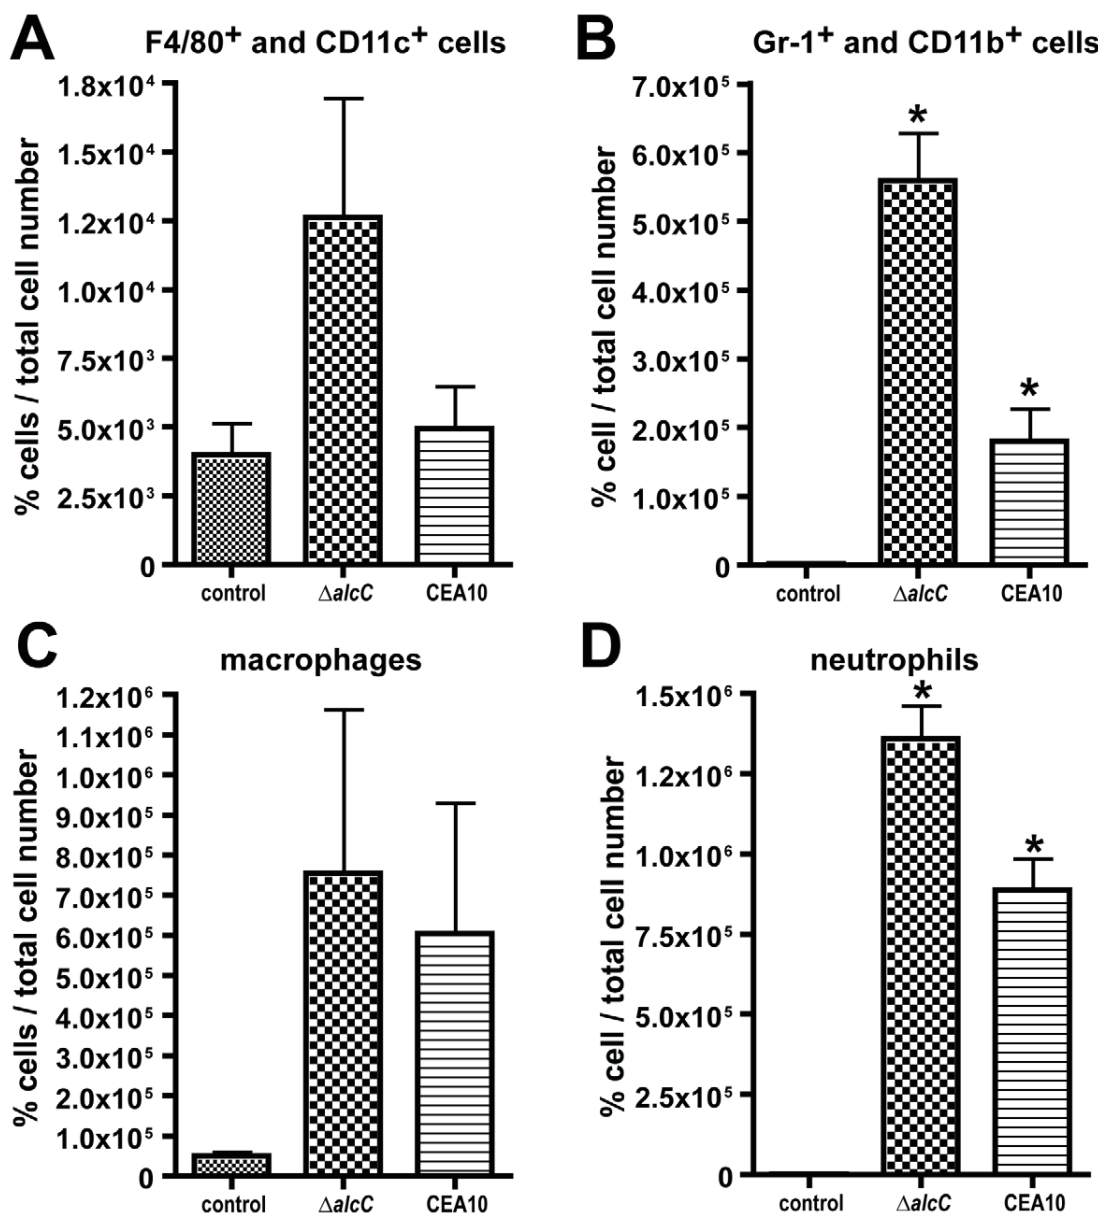 A
F4/80⁺ and CD11c⁺ cells
% cells / total cell number
1.8x10⁴
1.5x10⁴
1.2x10⁴
1.0x10⁴
7.5x10³
5.0x10³
2.5x10³
0
control
ΔalcC
CEA10
B
Gr-1⁺ and CD11b⁺ cells
% cell / total cell number
7.0x10⁵
6.0x10⁵
5.0x10⁵
4.0x10⁵
3.0x10⁵
2.0x10⁵
1.0x10⁵
0
*
*
control
ΔalcC
CEA10
C
macrophages
% cells / total cell number
1.2x10⁶
1.1x10⁶
1.0x10⁶
9.0x10⁵
8.0x10⁵
7.0x10⁵
6.0x10⁵
5.0x10⁵
4.0x10⁵
3.0x10⁵
2.0x10⁵
1.0x10⁵
0
control
ΔalcC
CEA10
D
neutrophils
% cell / total cell number
1.5x10⁶
1.2x10⁶
1.0x10⁶
7.5x10⁵
5.0x10⁵
2.5x10⁵
0
*
*
control
ΔalcC
CEA10